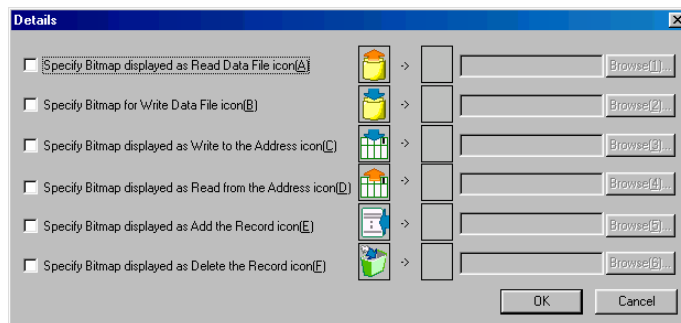 Details
Specify Bitmap displayed as Read Data File icon(A) -> Browse(1)...
Specify Bitmap for Write Data File icon(B) -> Browse(2)...
Specify Bitmap displayed as Write to the Address icon(C) -> Browse(3)...
Specify Bitmap displayed as Read from the Address icon(D) -> Browse(4)...
Specify Bitmap displayed as Add the Record icon(E) -> Browse(5)...
Specify Bitmap displayed as Delete the Record icon(F) -> Browse(6)...
OK Cancel